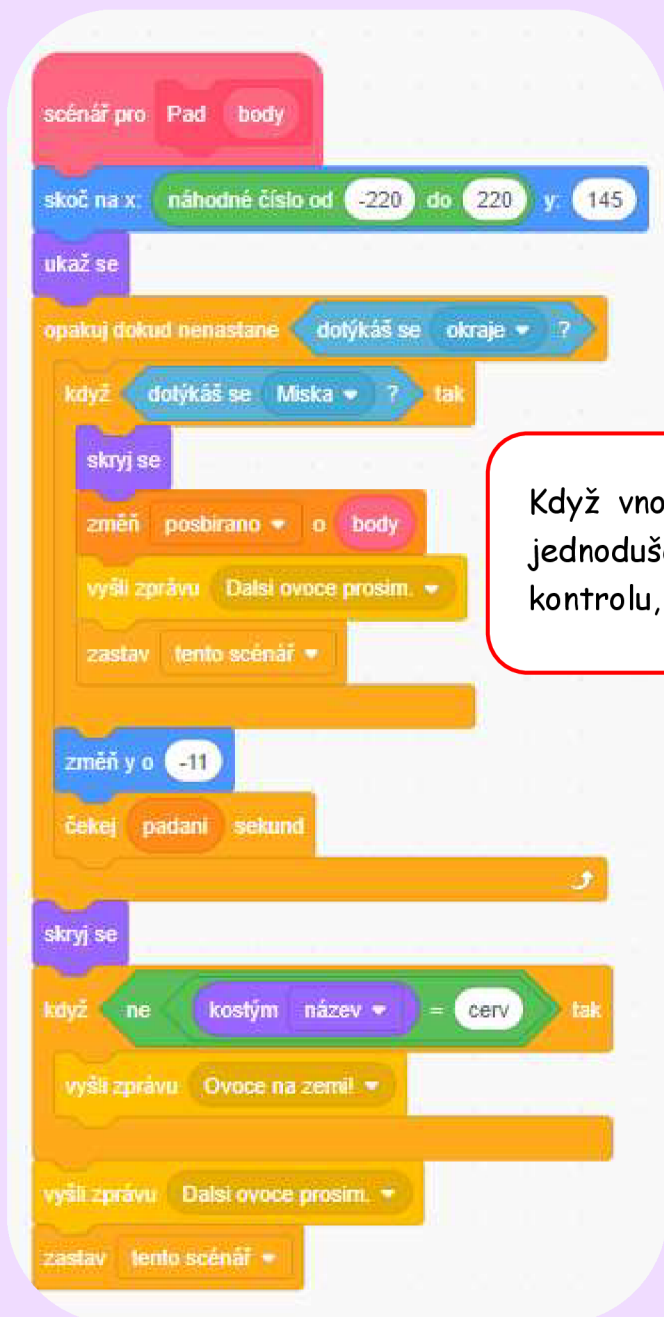 scénář pro Pad body
skoč na x: náhodné číslo od -220 do 220 y: 145
ukaž se
opakuj dokud nenastane dotýkáš se okraje ?
když dotýkáš se Miska ? tak
skryj se
změň posbirano o body
vyšli zprávu Dalsi ovoce prosim.
zastav tento scénář
Když vno
jednoduš
kontrolu,
změň y o -11
čekej padani sekund
skryj se
když ne kostým název = cerv tak
vyšli zprávu Ovoce na zemi!
vyšli zprávu Dalsi ovoce prosim.
zastav tento scénář